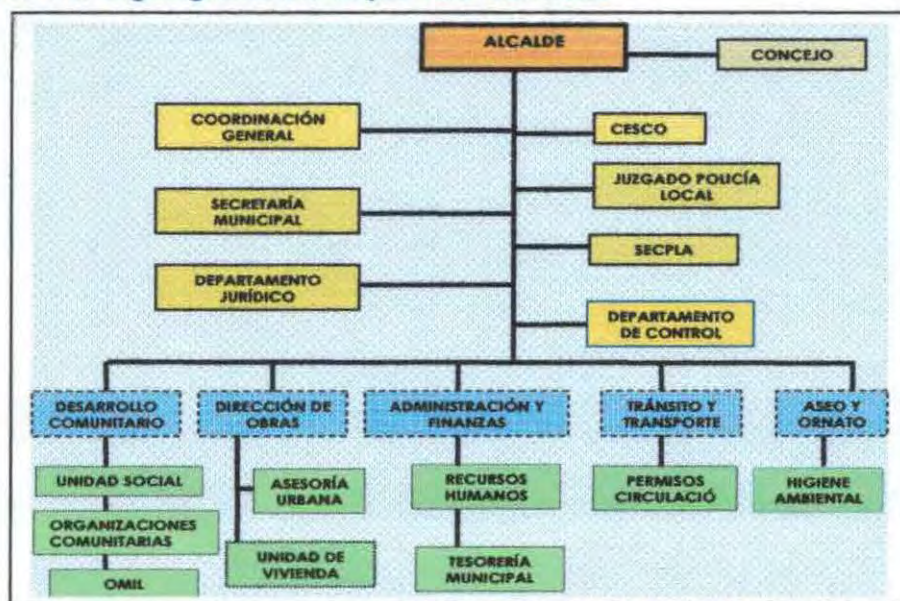 ALCALDE
CONCEJO
COORDINACIÓN
GENERAL
CESCO
JUZGADO POLICÍA
LOCAL
SECRETARÍA
MUNICIPAL
SECPLA
DEPARTAMENTO
JURÍDICO
DEPARTAMENTO
DE CONTROL
DESARROLLO
COMUNITARIO
DIRECCIÓN DE
OBRAS
ADMINISTRACIÓN Y
FINANZAS
TRÁNSITO Y
TRANSPORTE
ASEO Y
ORNATO
UNIDAD SOCIAL
ASESORÍA
URBANA
RECURSOS
HUMANOS
PERMISOS
CIRCULACIÓ
HIGIENE
AMBIENTAL
ORGANIZACIONES
COMUNITARIAS
UNIDAD DE
VIVIENDA
TESORERÍA
MUNICIPAL
OMIL